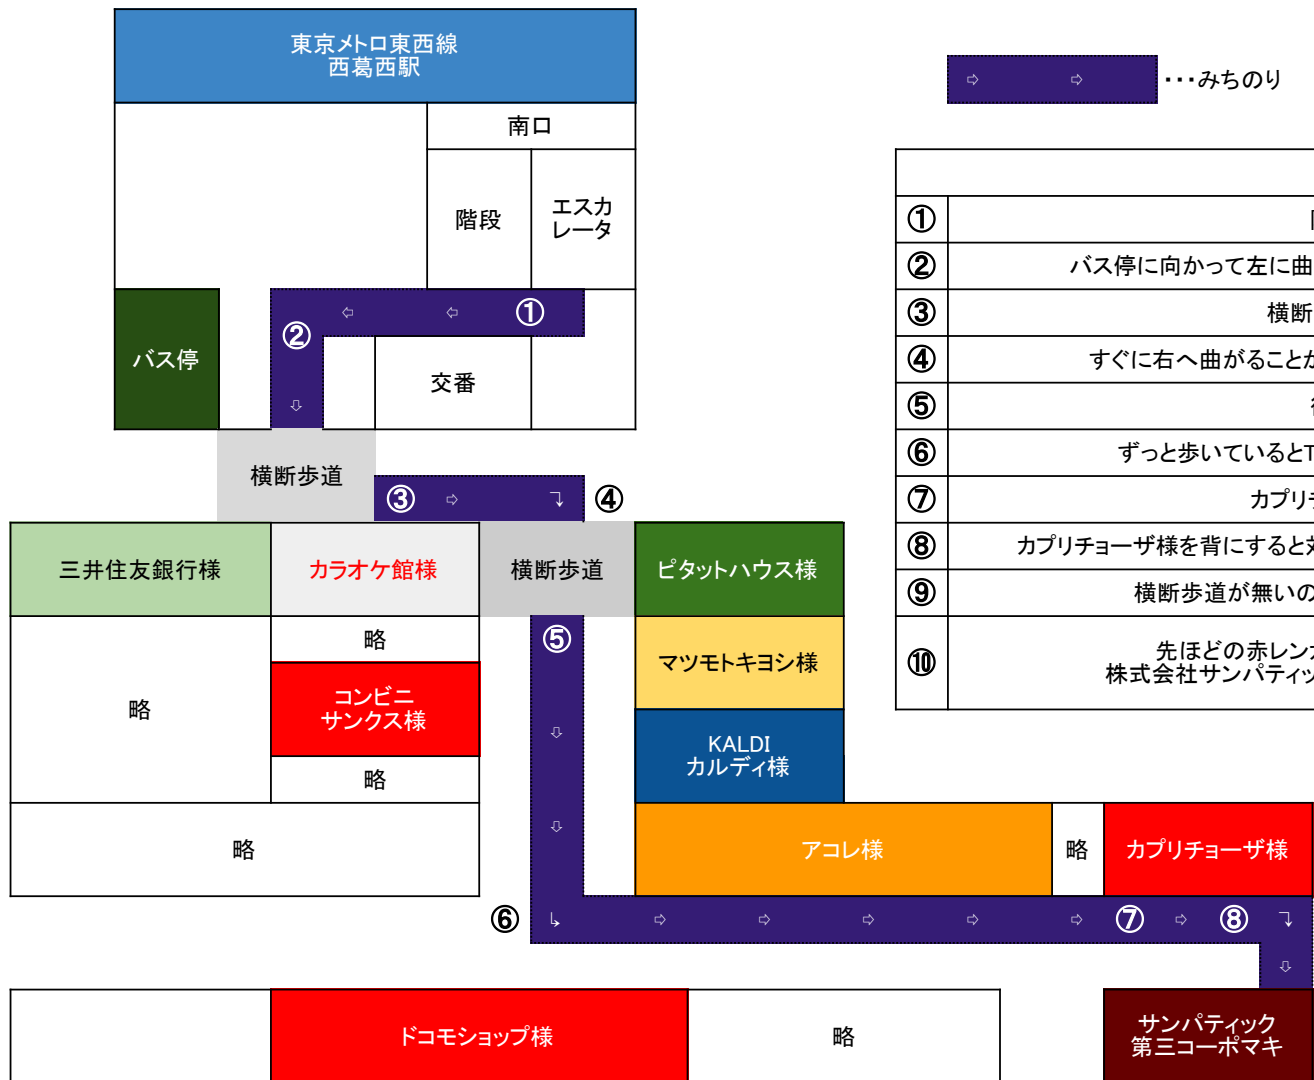 東京メトロ東西線
西葛西駅
⇨ ⇨ ・・・みちのり
南口
階段
エスカ
レータ
①
② バス停に向かって左に曲
③ 横断
④ すぐに右へ曲がることか
⑤
⑥ ずっと歩いているとT
⑦ カプリ
⑧ カプリチョーザ様を背にすると
⑨ 横断歩道が無いの
⑩ 先ほどの赤レン
株式会社サンパティッ
② ⇦ ⇦ ①
バス停
交番
⇩
横断歩道
③ ⇨ ④
三井住友銀行様
カラオケ館様
横断歩道
ピタットハウス様
略
略
コンビニ
サンクス様
略
略
⑤
⇩
⇩
マツモトキヨシ様
KALDI
カルディ様
アコレ様
略
カプリチョーザ様
⑥ ⇨ ⇨ ⇨ ⇨ ⇨ ⑦ ⇨ ⑧
⇩
ドコモショップ様
略
サンパティック
第三コーポマキ